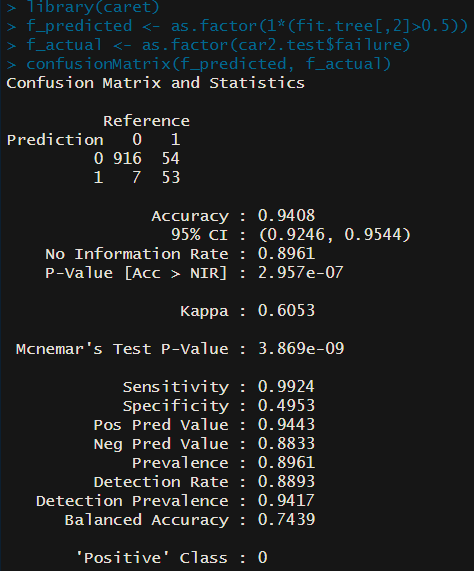 > library(caret)
> f_predicted <- as.factor(1*(fit.tree[,2]>0.5))
> f_actual <- as.factor(car2.test$failure)
> confusionMatrix(f_predicted, f_actual)
Confusion Matrix and Statistics
Reference
Prediction 0 1
0 916 54
1 7 53
Accuracy : 0.9408
95% CI : (0.9246, 0.9544)
No Information Rate : 0.8961
P-Value [Acc > NIR] : 2.957e-07
Kappa : 0.6053
Mcnemar's Test P-Value : 3.869e-09
Sensitivity : 0.9924
Specificity : 0.4953
Pos Pred Value : 0.9443
Neg Pred Value : 0.8833
Prevalence : 0.8961
Detection Rate : 0.8893
Detection Prevalence : 0.9417
Balanced Accuracy : 0.7439
'Positive' Class : 0